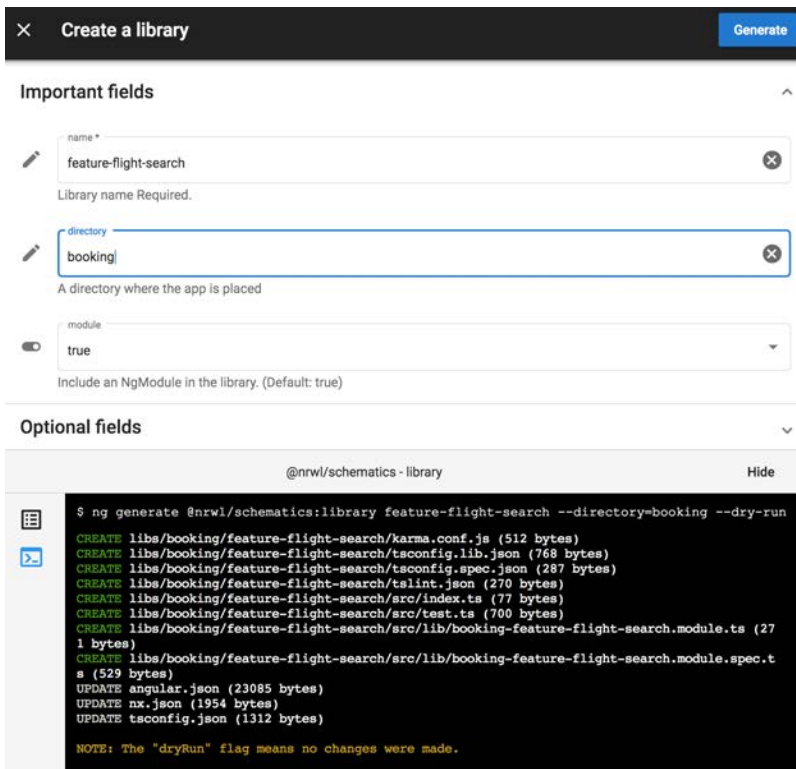 Create a library
Generate
Important fields
name *
feature-flight-search
Library name Required.
directory
booking
A directory where the app is placed
module
true
Include an NgModule in the library. (Default: true)
Optional fields
@nrwl/schematics - library
Hide
$ ng generate @nrwl/schematics:library feature-flight-search --directory=booking --dry-run
CREATE libs/booking/feature-flight-search/karma.conf.js (512 bytes)
CREATE libs/booking/feature-flight-search/tsconfig.lib.json (768 bytes)
CREATE libs/booking/feature-flight-search/tsconfig.spec.json (287 bytes)
CREATE libs/booking/feature-flight-search/tslint.json (270 bytes)
CREATE libs/booking/feature-flight-search/src/index.ts (77 bytes)
CREATE libs/booking/feature-flight-search/src/test.ts (700 bytes)
CREATE libs/booking/feature-flight-search/src/lib/booking-feature-flight-search.module.ts (27
1 bytes)
CREATE libs/booking/feature-flight-search/src/lib/booking-feature-flight-search.module.spec.t
s (529 bytes)
UPDATE angular.json (23085 bytes)
UPDATE nx.json (1954 bytes)
UPDATE tsconfig.json (1312 bytes)
NOTE: The "dryRun" flag means no changes were made.